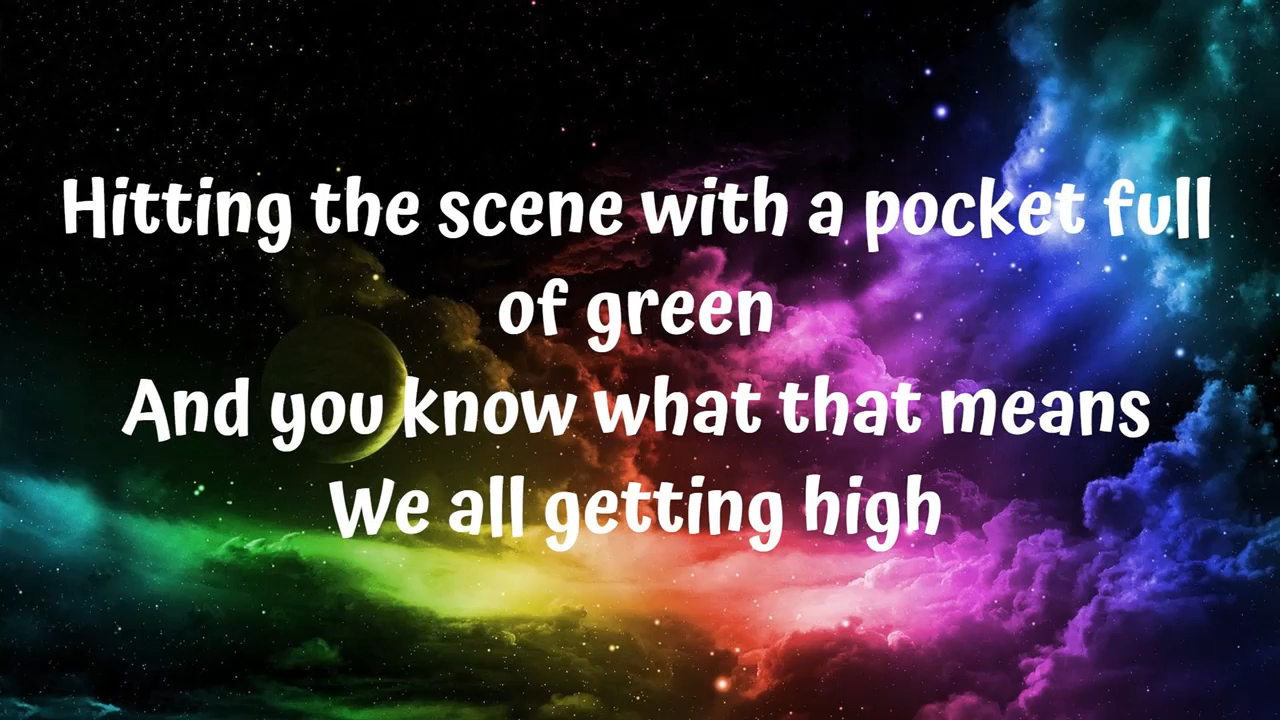 Hitting the scene with a pocket full
of green
And you know what that means
We all getting high